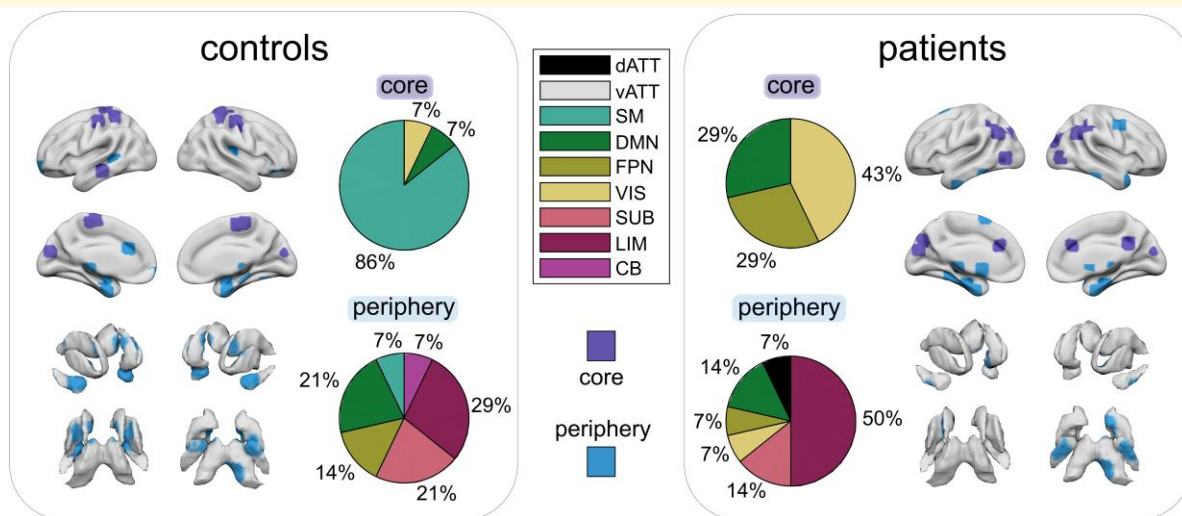 controls
core
7%
7%
86%
periphery
7%
7%
21%
29%
14%
21%
dATT
vATT
SM
DMN
FPN
VIS
SUB
LIM
CB
core
periphery
patients
core
29%
43%
29%
periphery
7%
14%
7%
50%
7%
14%